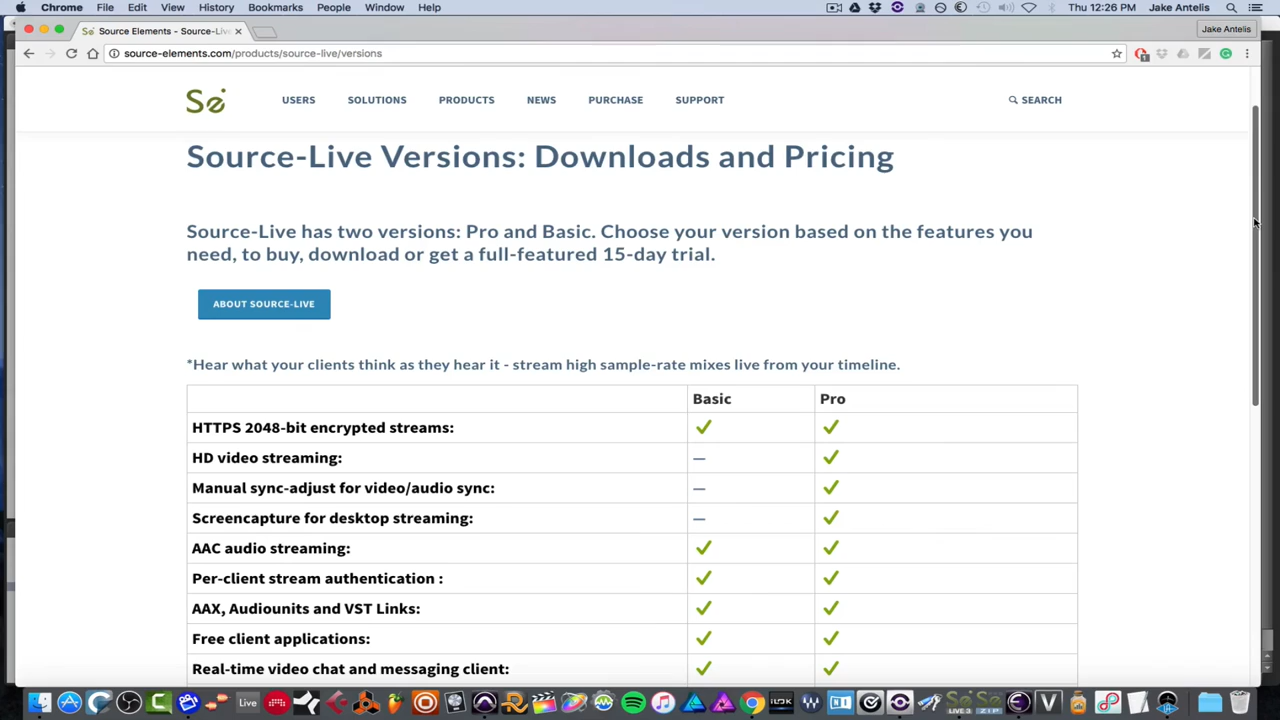 Chrome File Edit View History Bookmarks People Window Help Thu 12:26 PM Jake Antelis
Source Elements - Source-Liv Jake Antelis
source-elements.com/products/source-live/versions
Se USERS SOLUTIONS PRODUCTS NEWS PURCHASE SUPPORT SEARCH
Source-Live Versions: Downloads and Pricing
Source-Live has two versions: Pro and Basic. Choose your version based on the features you
need, to buy, download or get a full-featured 15-day trial.
ABOUT SOURCE-LIVE
*Hear what your clients think as they hear it - stream high sample-rate mixes live from your timeline.
Basic Pro
HTTPS 2048-bit encrypted streams:
HD video streaming:
Manual sync-adjust for video/audio sync:
Screencapture for desktop streaming:
AAC audio streaming:
Per-client stream authentication :
AAX, Audiounits and VST Links:
Free client applications:
Real-time video chat and messaging client:
Live iLOK LIVE 3 ZIP